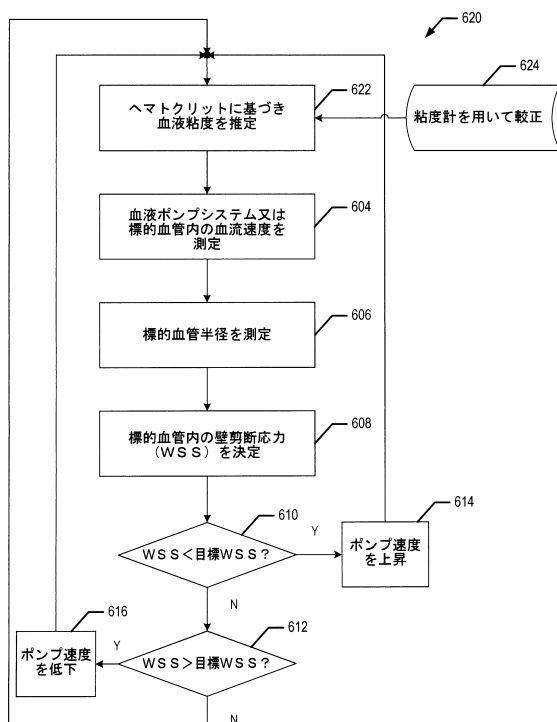 620
624
622
ヘマトクリットに基づき
血液粘度を推定
粘度計を用いて較正
604
血液ポンプシステム又は
標的血管内の血流速度を
測定
606
標的血管半径を測定
608
標的血管内の壁剪断応力
(WSS)を決定
610
614
WSS<目標WSS?
Y
ポンプ速度
を上昇
N
616
612
ポンプ速度
を低下
Y
WSS>目標WSS?
N